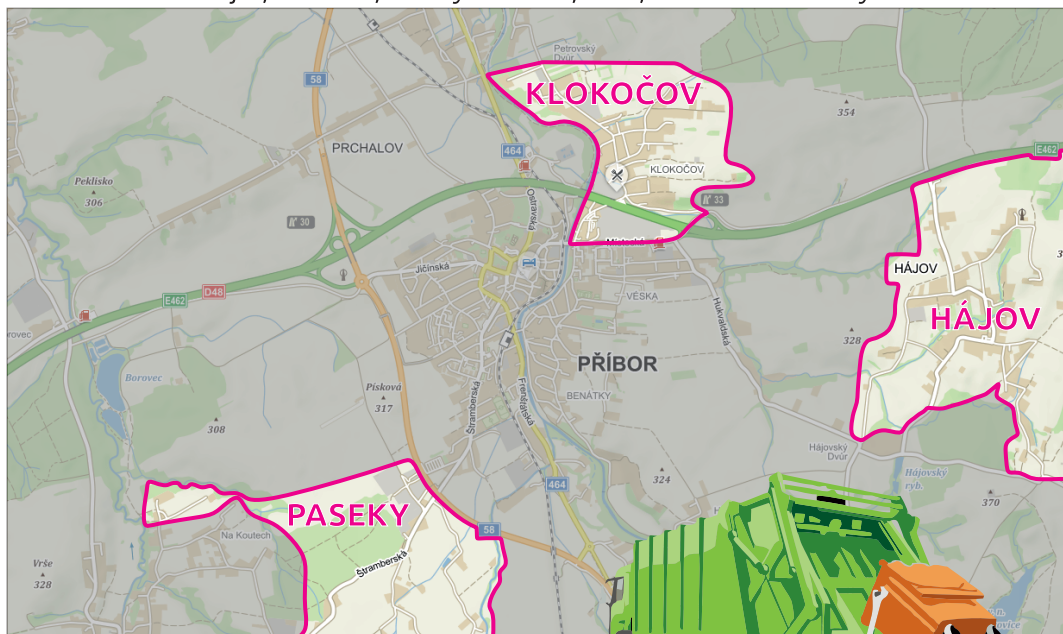 Petrovský
Dvůr
KLOKOČOV
58
354
PRCHALOV
464
E462
KLOKOČOV
Peklisko
306
Ostravská
33
30
Místecká
HÁJOV
Jičínská
D48
E462
VĚSKA
Hukvaldská
HÁJOV
328
Borovec
PŘÍBOR
Písková
317
Štramberská
Frenštátská
BENÁTKY
308
Hájovský
Dvůr
324
Hájovský
ryb.
464
370
PASEKY
58
Na Koutech
Štramberská
Vrše
328